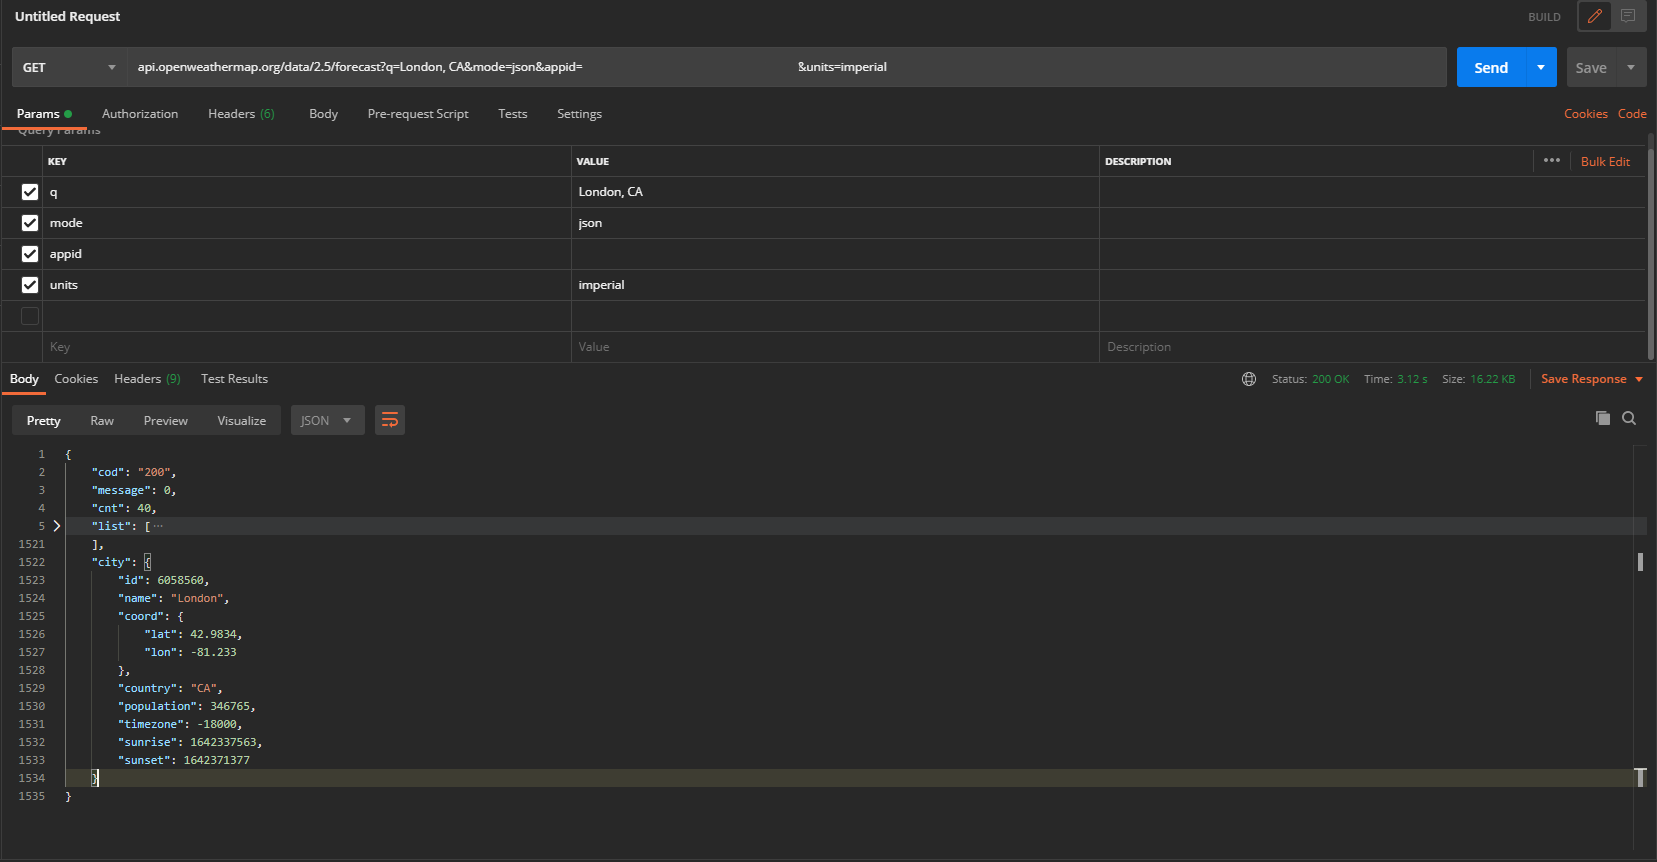 Untitled Request
BUILD
GET api.openweathermap.org/data/2.5/forecast?q=London, CA&mode=json&appid= &units=imperial Send Save
Params Authorization Headers (6) Body Pre-request Script Tests Settings Cookies Code
Query Params
KEY VALUE DESCRIPTION ••• Bulk Edit
q London, CA
mode json
appid
units imperial
Key Value Description
Body Cookies Headers (9) Test Results Status: 200 OK Time: 3.12 s Size: 16.22 KB Save Response
Pretty Raw Preview Visualize JSON
1 {
2 "cod": "200",
3 "message": 0,
4 "cnt": 40,
5 "list": [ ···
1521 ],
1522 "city": {
1523 "id": 6058560,
1524 "name": "London",
1525 "coord": {
1526 "lat": 42.9834,
1527 "lon": -81.233
1528 },
1529 "country": "CA",
1530 "population": 346765,
1531 "timezone": -18000,
1532 "sunrise": 1642337563,
1533 "sunset": 1642371377
1534 }
1535 }